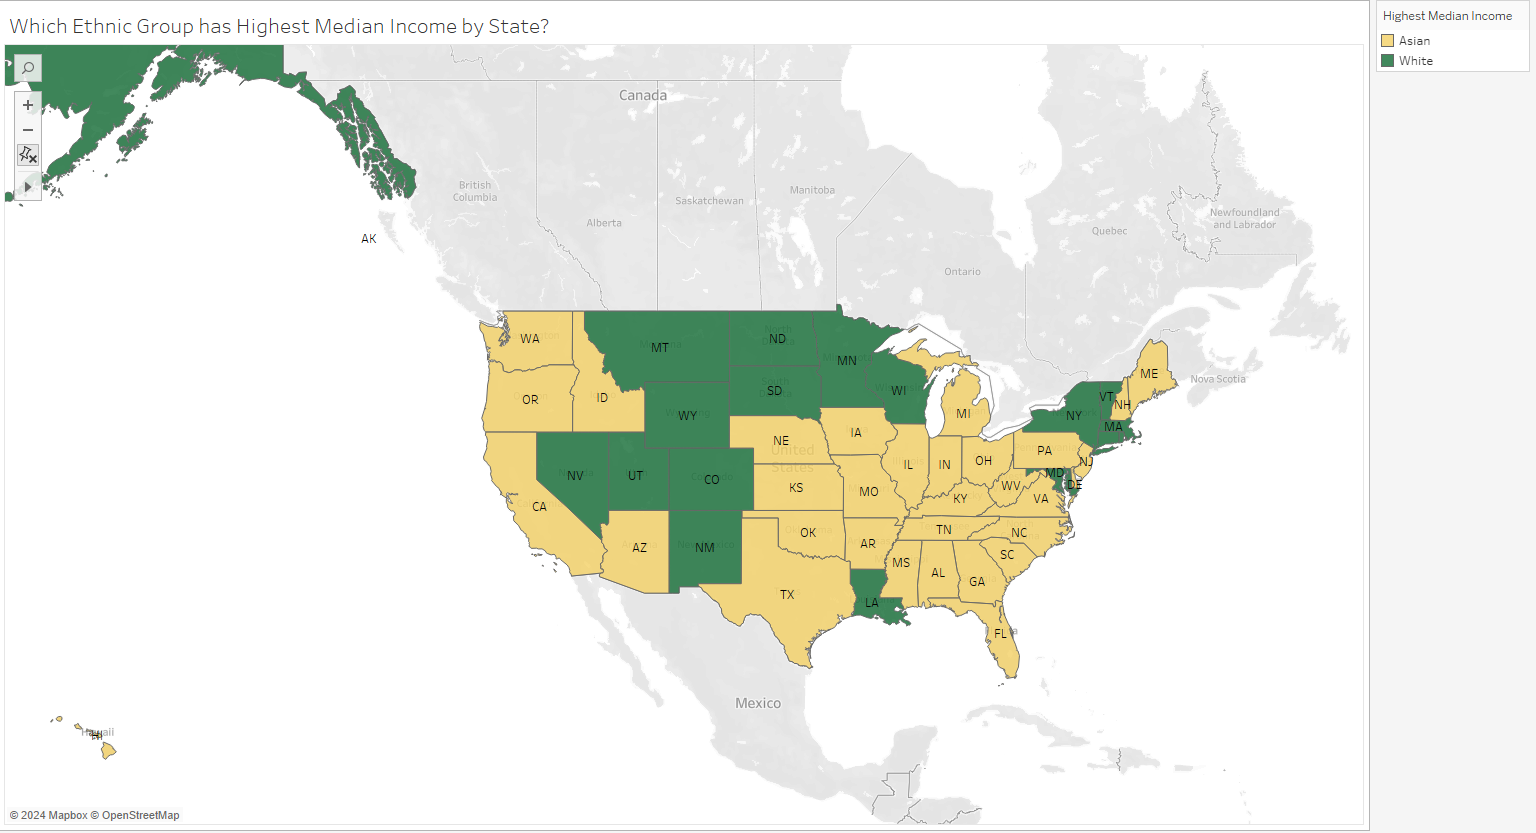 Which Ethnic Group has Highest Median Income by State?
Highest Median Income
Asian
White
Canada
British
Columbia
Alberta
Saskatchewan
Manitoba
Ontario
Quebec
Newfoundland
and Labrador
Nova Scotia
AK
WA
MT
ND
MN
ME
OR
ID
WY
SD
WI
MI
NY
VT
NH
MA
NE
IA
PA
NJ
United
States
NV
UT
CO
KS
MO
IL
IN
OH
WV
MD
DE
VA
KY
CA
AZ
NM
OK
AR
TN
NC
SC
MS
AL
GA
TX
LA
FL
Mexico
Hawaii
HI
© 2024 Mapbox © OpenStreetMap